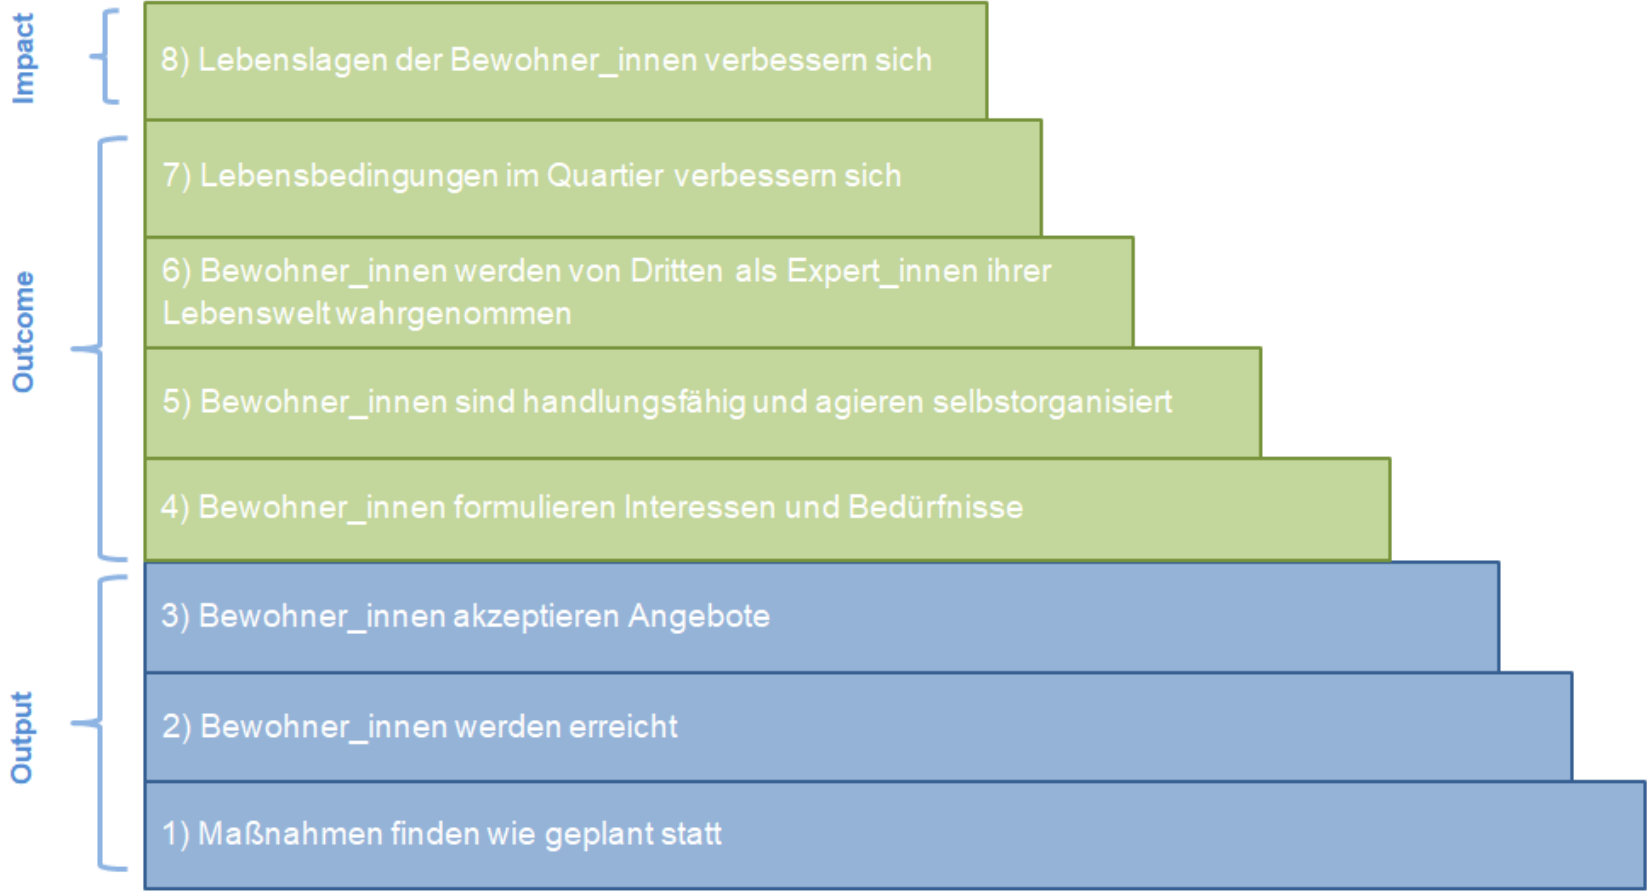 Impact
8) Lebenslagen der Bewohner_innen verbessern sich
Outcome
7) Lebensbedingungen im Quartier verbessern sich
6) Bewohner_innen werden von Dritten als Expert_innen ihrer
Lebenswelt wahrgenommen
5) Bewohner_innen sind handlungsfähig und agieren selbstorganisiert
4) Bewohner_innen formulieren Interessen und Bedürfnisse
Output
3) Bewohner_innen akzeptieren Angebote
2) Bewohner_innen werden erreicht
1) Maßnahmen finden wie geplant statt